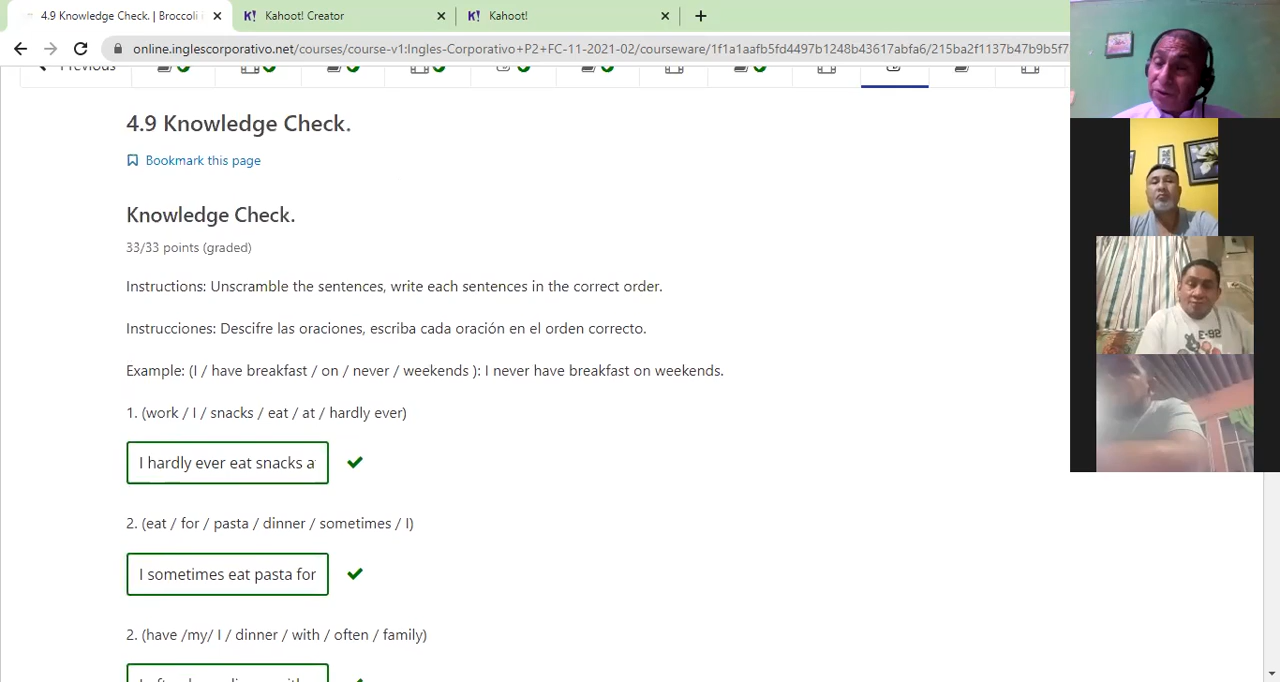 4.9 Knowledge Check. | Broccoli
Kahoot! Creator
Kahoot!
online.inglescorporativo.net/courses/course-v1:Ingles-Corporativo+P2+FC-11-2021-02/courseware/1f1a1aafb5fd4497b1248b43617abfa6/215ba2f1137b47b9b5f7
Previous
4.9 Knowledge Check.
Bookmark this page
Knowledge Check.
33/33 points (graded)
Instructions: Unscramble the sentences, write each sentences in the correct order.
Instrucciones: Descifre las oraciones, escriba cada oración en el orden correcto.
Example: (I / have breakfast / on / never / weekends ): I never have breakfast on weekends.
1. (work / I / snacks / eat / at / hardly ever)
I hardly ever eat snacks a
2. (eat / for / pasta / dinner / sometimes / I)
I sometimes eat pasta for
2. (have /my/ I / dinner / with / often / family)
E-92